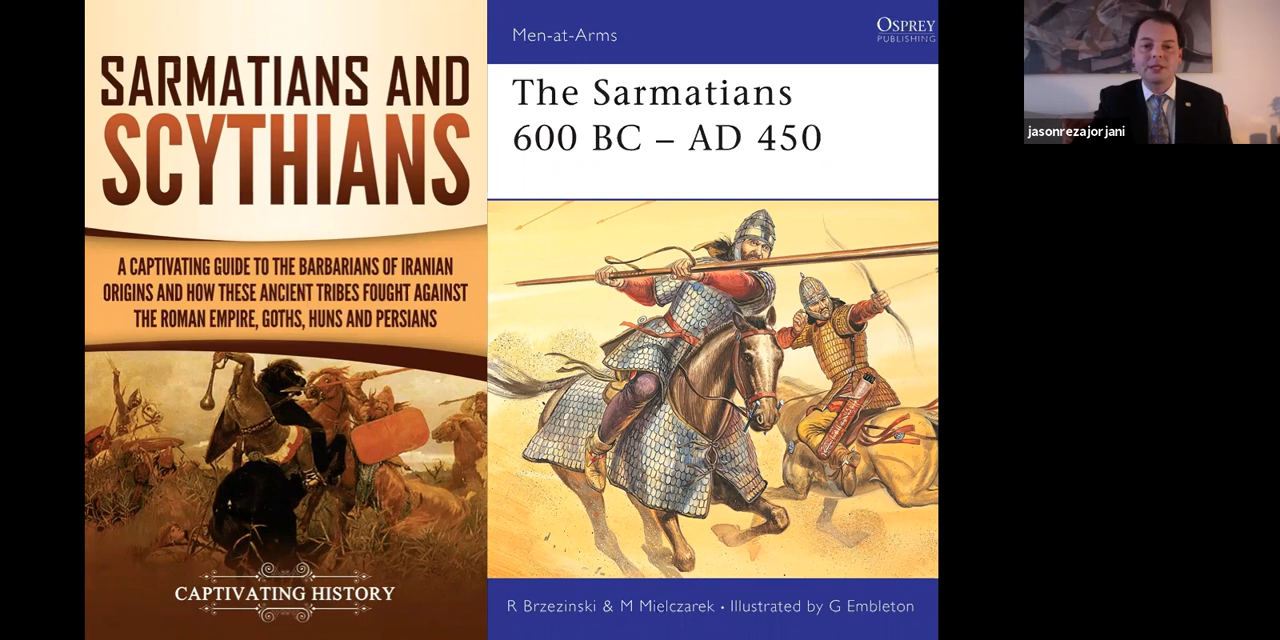 SARMATIANS AND
SCYTHIANS
A CAPTIVATING GUIDE TO THE BARBARIANS OF IRANIAN
ORIGINS AND HOW THESE ANCIENT TRIBES FOUGHT AGAINST
THE ROMAN EMPIRE, GOTHS, HUNS AND PERSIANS
CAPTIVATING HISTORY
Men-at-Arms
OSPREY
PUBLISHING
The Sarmatians
600 BC – AD 450
R Brzezinski & M Mielczarek • Illustrated by G Embleton
jasonrezajorjani